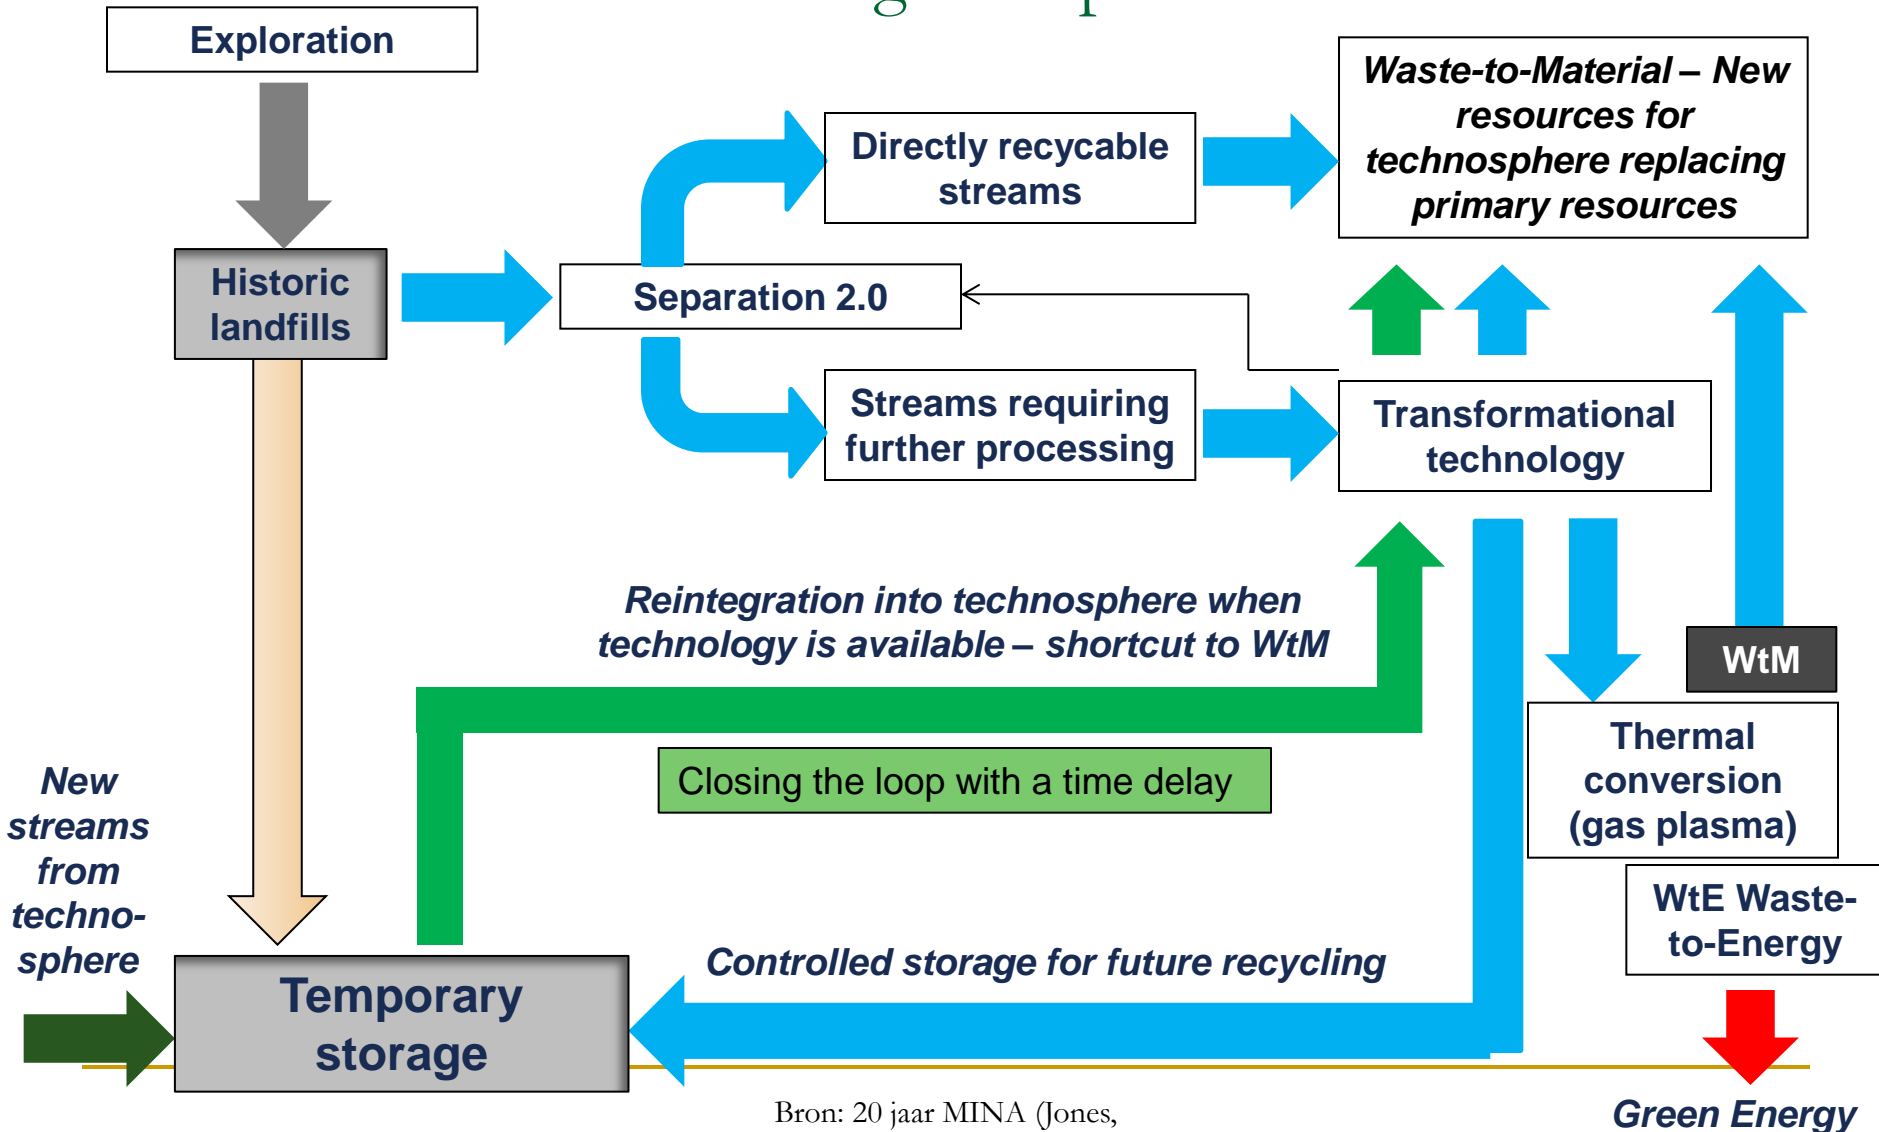 Exploration
Waste-to-Material – New
resources for
technosphere replacing
primary resources
Directly recycable
streams
Historic
landfills
Separation 2.0
Streams requiring
further processing
Transformational
technology
Reintegration into technosphere when
technology is available – shortcut to WtM
WtM
Closing the loop with a time delay
Thermal
conversion
(gas plasma)
New
streams
from
techno-
sphere
WtE Waste-
to-Energy
Controlled storage for future recycling
Temporary
storage
Green Energy
Bron: 20 jaar MINA (Jones,